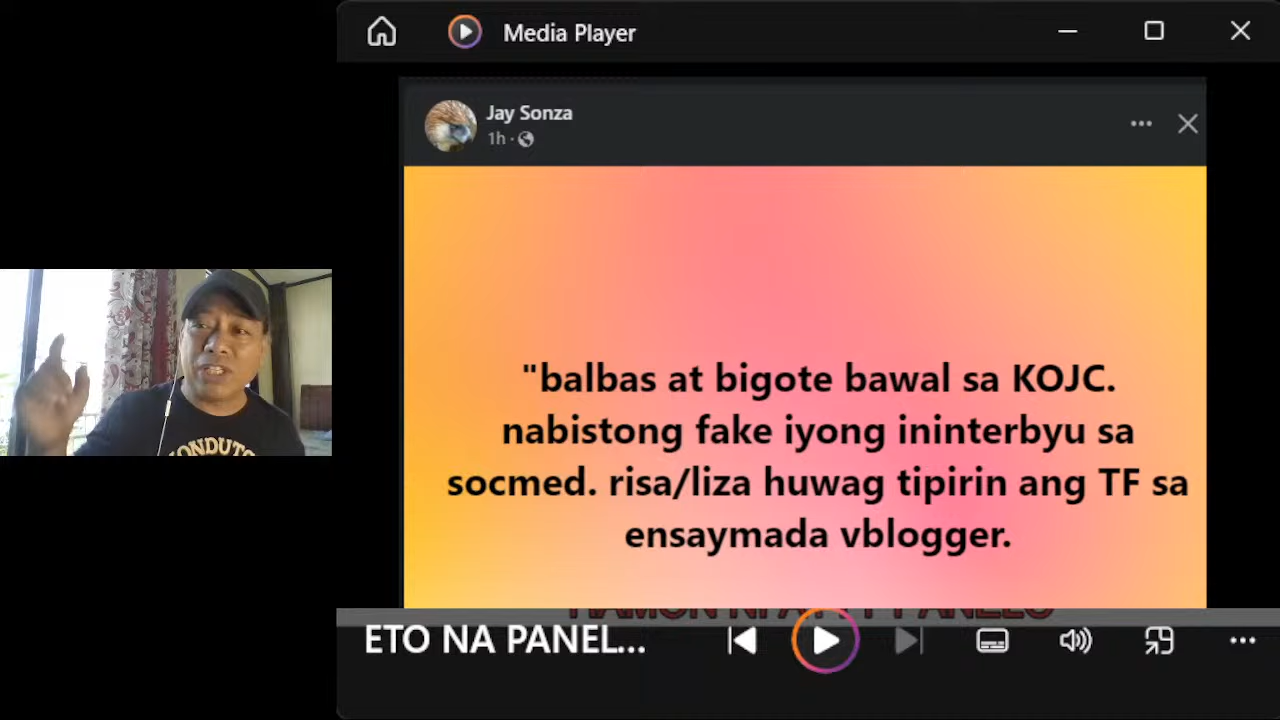 Media Player
Jay Sonza
1h
"balbas at bigote bawal sa KOJC.
nabistong fake iyong ininterbyu sa
socmed. risa/liza huwag tipirin ang TF sa
ensaymada vblogger.
ETO NA PANEL...